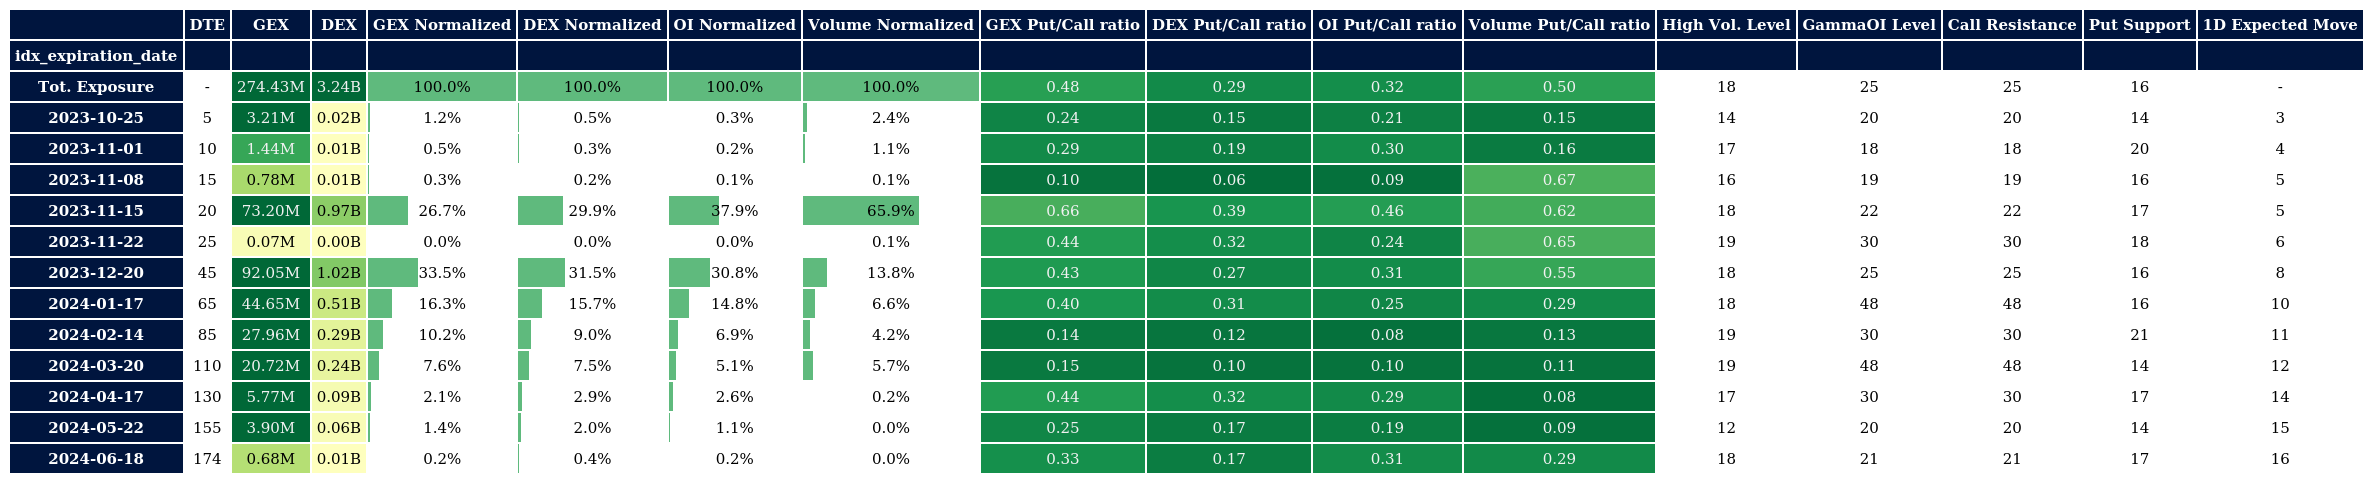 DTE GEX DEX GEX Normalized DEX Normalized OI Normalized Volume Normalized GEX Put/Call ratio DEX Put/Call ratio OI Put/Call ratio Volume Put/Call ratio High Vol. Level GammaOI Level Call Resistance Put Support 1D Expected Move
idx_expiration_date
Tot. Exposure - 274.43M 3.24B 100.0% 100.0% 100.0% 100.0% 0.48 0.29 0.32 0.50 18 25 25 16 -
2023-10-25 5 3.21M 0.02B 1.2% 0.5% 0.3% 2.4% 0.24 0.15 0.21 0.15 14 20 20 14 3
2023-11-01 10 1.44M 0.01B 0.5% 0.3% 0.2% 1.1% 0.29 0.19 0.30 0.16 17 18 18 20 4
2023-11-08 15 0.78M 0.01B 0.3% 0.2% 0.1% 0.1% 0.10 0.06 0.09 0.67 16 19 19 16 5
2023-11-15 20 73.20M 0.97B 26.7% 29.9% 37.9% 65.9% 0.66 0.39 0.46 0.62 18 22 22 17 5
2023-11-22 25 0.07M 0.00B 0.0% 0.0% 0.0% 0.1% 0.44 0.32 0.24 0.65 19 30 30 18 6
2023-12-20 45 92.05M 1.02B 33.5% 31.5% 30.8% 13.8% 0.43 0.27 0.31 0.55 18 25 25 16 8
2024-01-17 65 44.65M 0.51B 16.3% 15.7% 14.8% 6.6% 0.40 0.31 0.25 0.29 18 48 48 16 10
2024-02-14 85 27.96M 0.29B 10.2% 9.0% 6.9% 4.2% 0.14 0.12 0.08 0.13 19 30 30 21 11
2024-03-20 110 20.72M 0.24B 7.6% 7.5% 5.1% 5.7% 0.15 0.10 0.10 0.11 19 48 48 14 12
2024-04-17 130 5.77M 0.09B 2.1% 2.9% 2.6% 0.2% 0.44 0.32 0.29 0.08 17 30 30 17 14
2024-05-22 155 3.90M 0.06B 1.4% 2.0% 1.1% 0.0% 0.25 0.17 0.19 0.09 12 20 20 14 15
2024-06-18 174 0.68M 0.01B 0.2% 0.4% 0.2% 0.0% 0.33 0.17 0.31 0.29 18 21 21 17 16